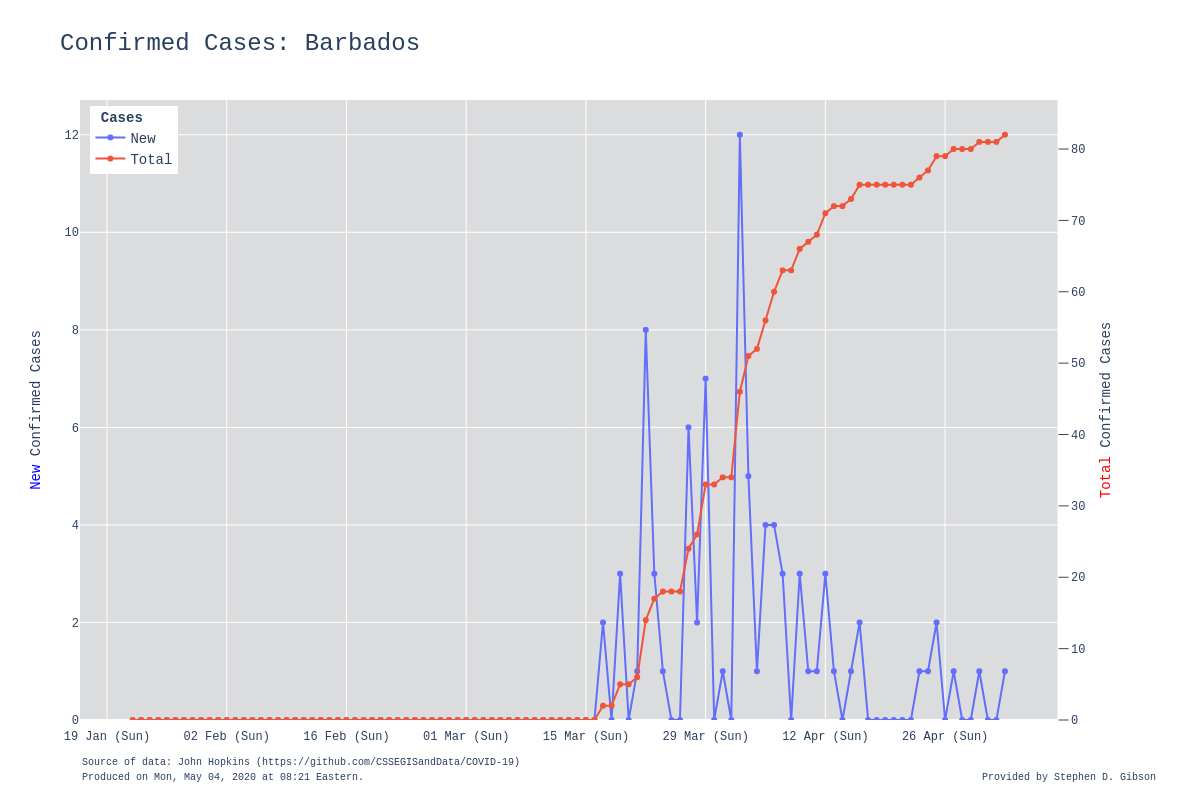 Confirmed Cases: Barbados
Cases
New
Total
12
10
8
6
4
2
0
New Confirmed Cases
80
70
60
50
40
30
20
10
0
Total Confirmed Cases
19 Jan (Sun) 02 Feb (Sun) 16 Feb (Sun) 01 Mar (Sun) 15 Mar (Sun) 29 Mar (Sun) 12 Apr (Sun) 26 Apr (Sun)
Source of data: John Hopkins (https://github.com/CSSEGISandData/COVID-19)
Produced on Mon, May 04, 2020 at 08:21 Eastern.
Provided by Stephen D. Gibson